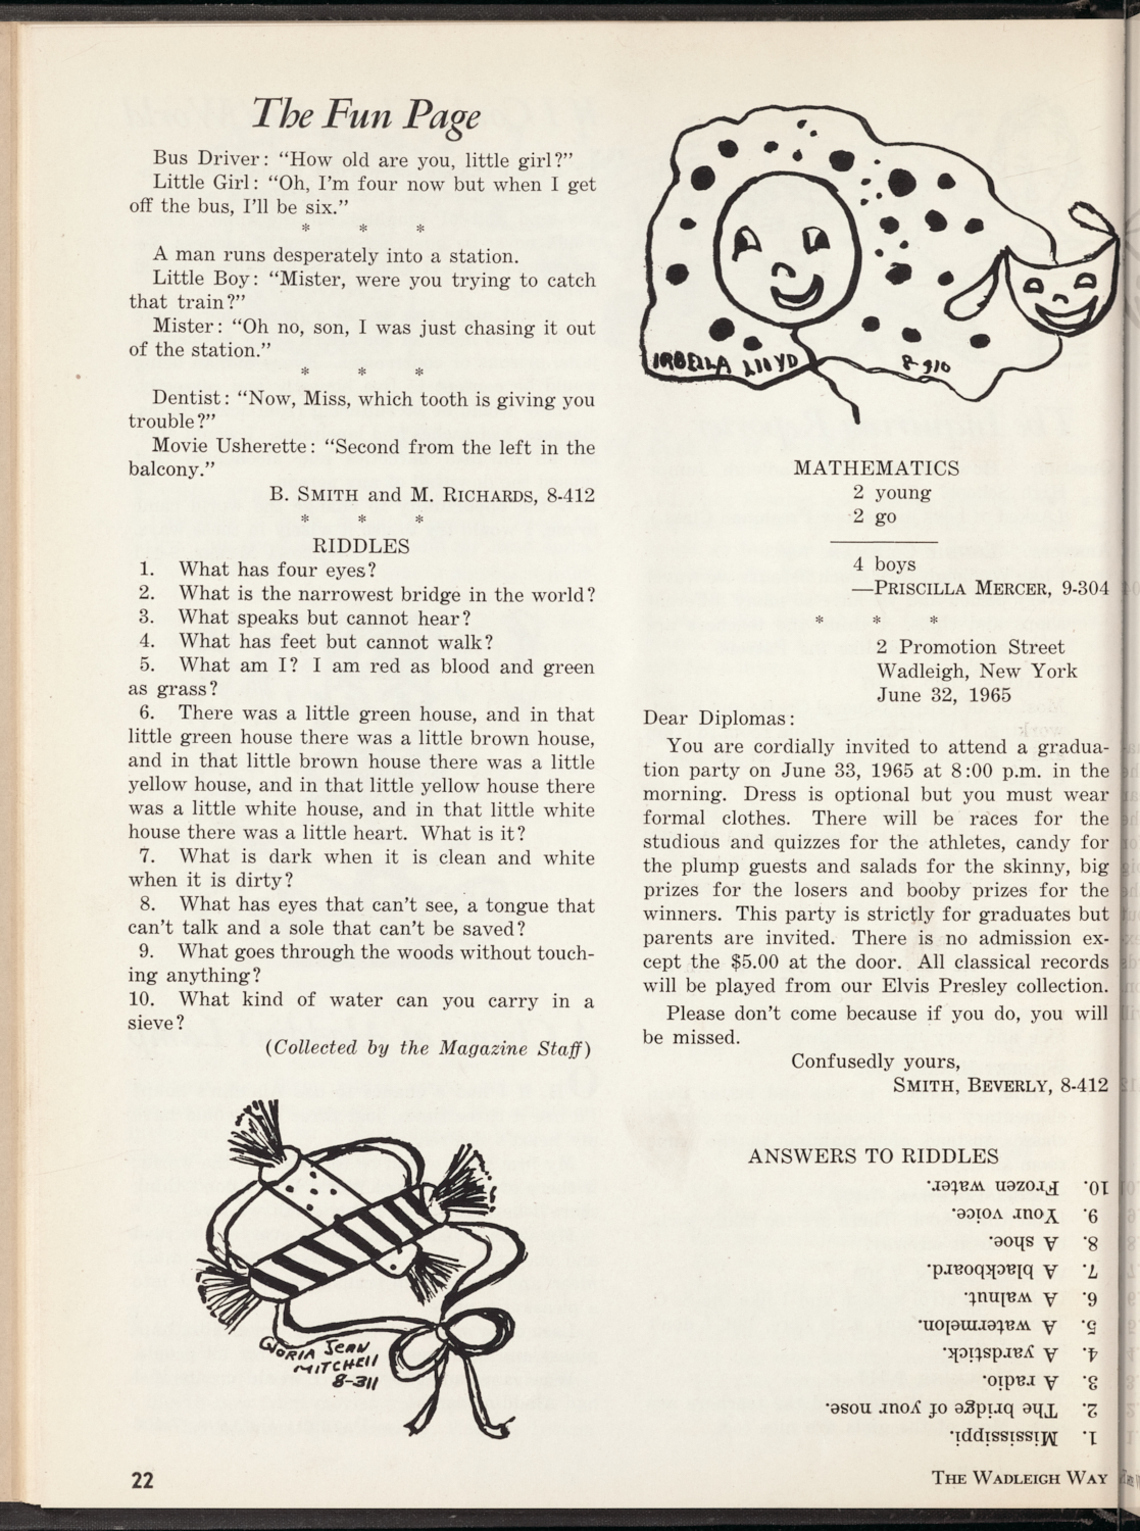 The Fun Page
Bus Driver: “How old are you, little girl?”
Little Girl: “Oh, I'm four now but when I get
off the bus, I'll be six.”
* * *
A man runs desperately into a station.
Little Boy: “Mister, were you trying to catch
that train?”
Mister: “Oh no, son, I was just chasing it out
of the station.”
* * *
Dentist: “Now, Miss, which tooth is giving you
trouble?”
Movie Usherette: “Second from the left in the
balcony.”
B. SMITH and M. RICHARDS, 8-412
* * *
RIDDLES
1. What has four eyes?
2. What is the narrowest bridge in the world?
3. What speaks but cannot hear?
4. What has feet but cannot walk?
5. What am I? I am red as blood and green
as grass?
6. There was a little green house, and in that
little green house there was a little brown house,
and in that little brown house there was a little
yellow house, and in that little yellow house there
was a little white house, and in that little white
house there was a little heart. What is it?
7. What is dark when it is clean and white
when it is dirty?
8. What has eyes that can't see, a tongue that
can't talk and a sole that can't be saved?
9. What goes through the woods without touch-
ing anything?
10. What kind of water can you carry in a
sieve?
(Collected by the Magazine Staff)
GLORIA JEAN
MITCHELL
8-311
22
IRBELLA LLOYD 8-910
MATHEMATICS
2 young
2 go
4 boys
—PRISCILLA MERCER, 9-304
* * *
2 Promotion Street
Wadleigh, New York
June 32, 1965
Dear Diplomas:
You are cordially invited to attend a gradua-
tion party on June 33, 1965 at 8:00 p.m. in the
morning. Dress is optional but you must wear
formal clothes. There will be races for the
studious and quizzes for the athletes, candy for
the plump guests and salads for the skinny, big
prizes for the losers and booby prizes for the
winners. This party is strictly for graduates but
parents are invited. There is no admission ex-
cept the $5.00 at the door. All classical records
will be played from our Elvis Presley collection.
Please don't come because if you do, you will
be missed.
Confusedly yours,
SMITH, BEVERLY, 8-412
ANSWERS TO RIDDLES
1. Mississippi.
2. The bridge of your nose.
3. A radio.
4. A yardstick.
5. A watermelon.
6. A walnut.
7. A blackboard.
8. A shoe.
9. Your voice.
10. Frozen water.
THE WADLEIGH WAY